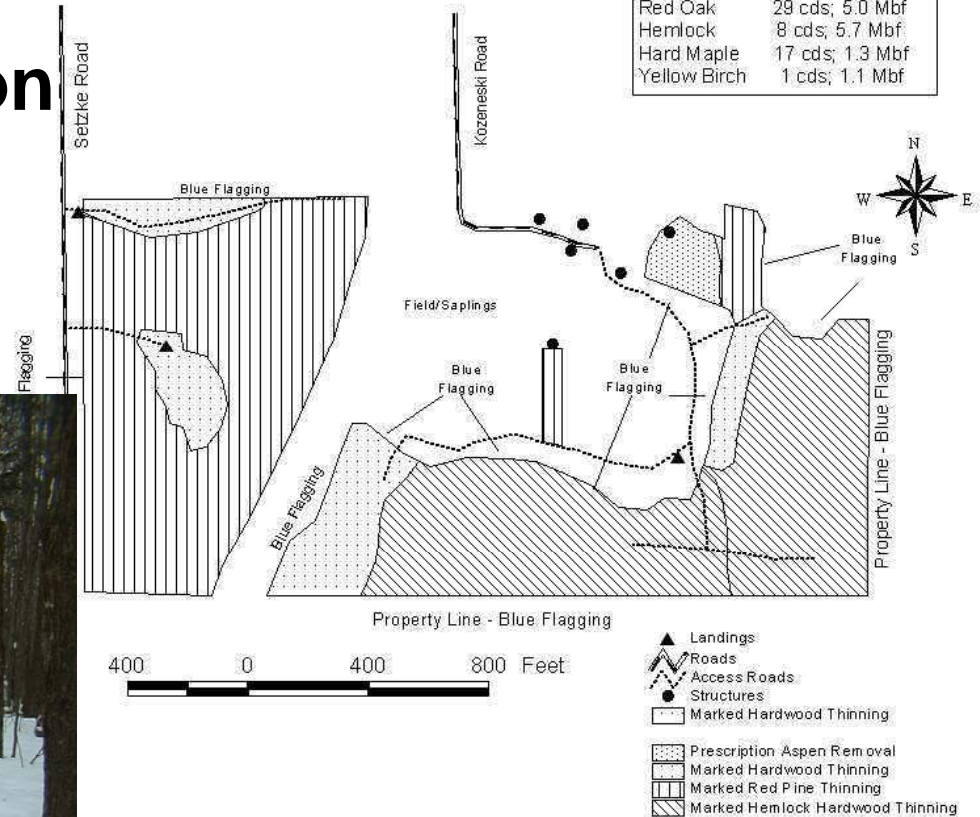 on
Red Oak 29 cds; 5.0 Mbf
Hemlock 8 cds; 5.7 Mbf
Hard Maple 17 cds; 1.3 Mbf
Yellow Birch 1 cds; 1.1 Mbf
Setzke Road
Kozeneski Road
N
W E
S
Blue Flagging
Blue
Flagging
Field/Saplings
Flagging
Blue
Flagging
Blue
Flagging
Blue Flagging
Property Line - Blue Flagging
Property Line - Blue Flagging
400 0 400 800 Feet
Landings
Roads
Access Roads
Structures
Marked Hardwood Thinning
Prescription Aspen Removal
Marked Hardwood Thinning
Marked Red Pine Thinning
Marked Hemlock Hardwood Thinning